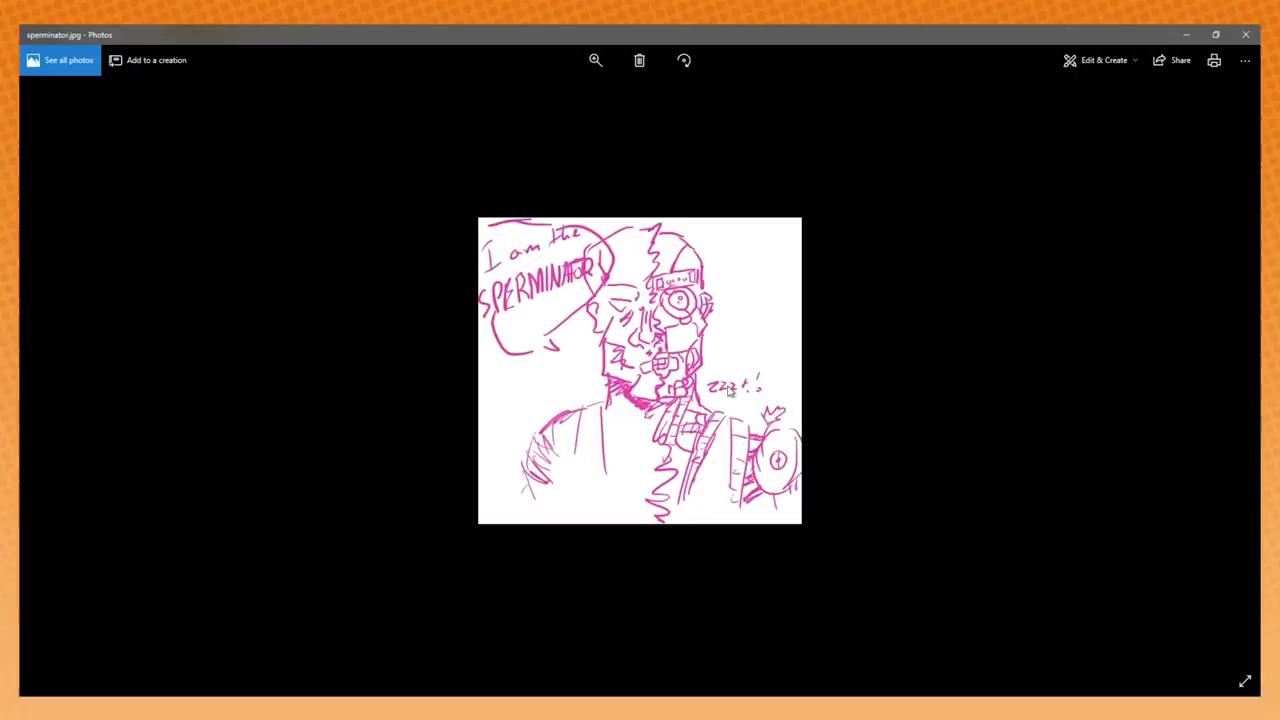 sperminator.jpg - Photos
See all photos
Add to a creation
Edit & Create
Share
I am the
SPERMINATOR!
zzzt!